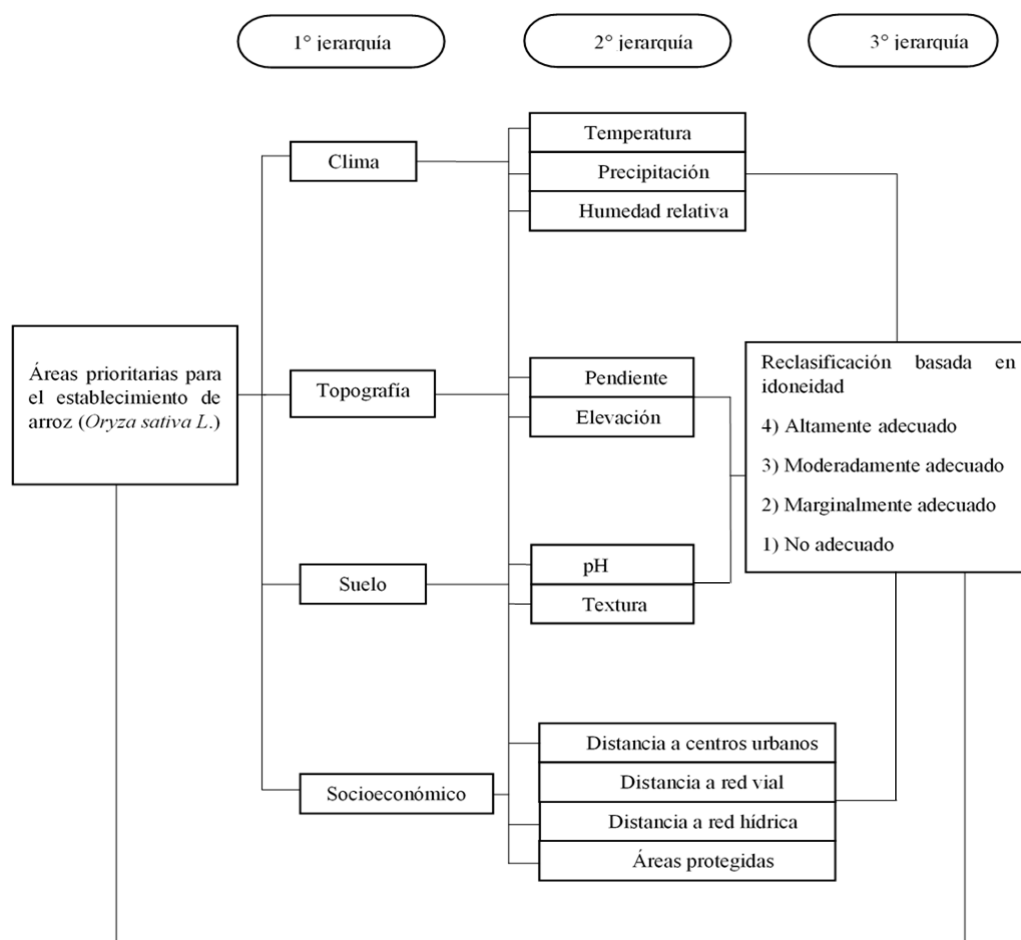 1° jerarquía
2° jerarquía
3° jerarquía
Áreas prioritarias para
el establecimiento de
arroz (Oryza sativa L.)
Clima
Topografía
Suelo
Socioeconómico
Temperatura
Precipitación
Humedad relativa
Pendiente
Elevación
pH
Textura
Distancia a centros urbanos
Distancia a red vial
Distancia a red hídrica
Áreas protegidas
Reclasificación basada en
idoneidad
4) Altamente adecuado
3) Moderadamente adecuado
2) Marginalmente adecuado
1) No adecuado